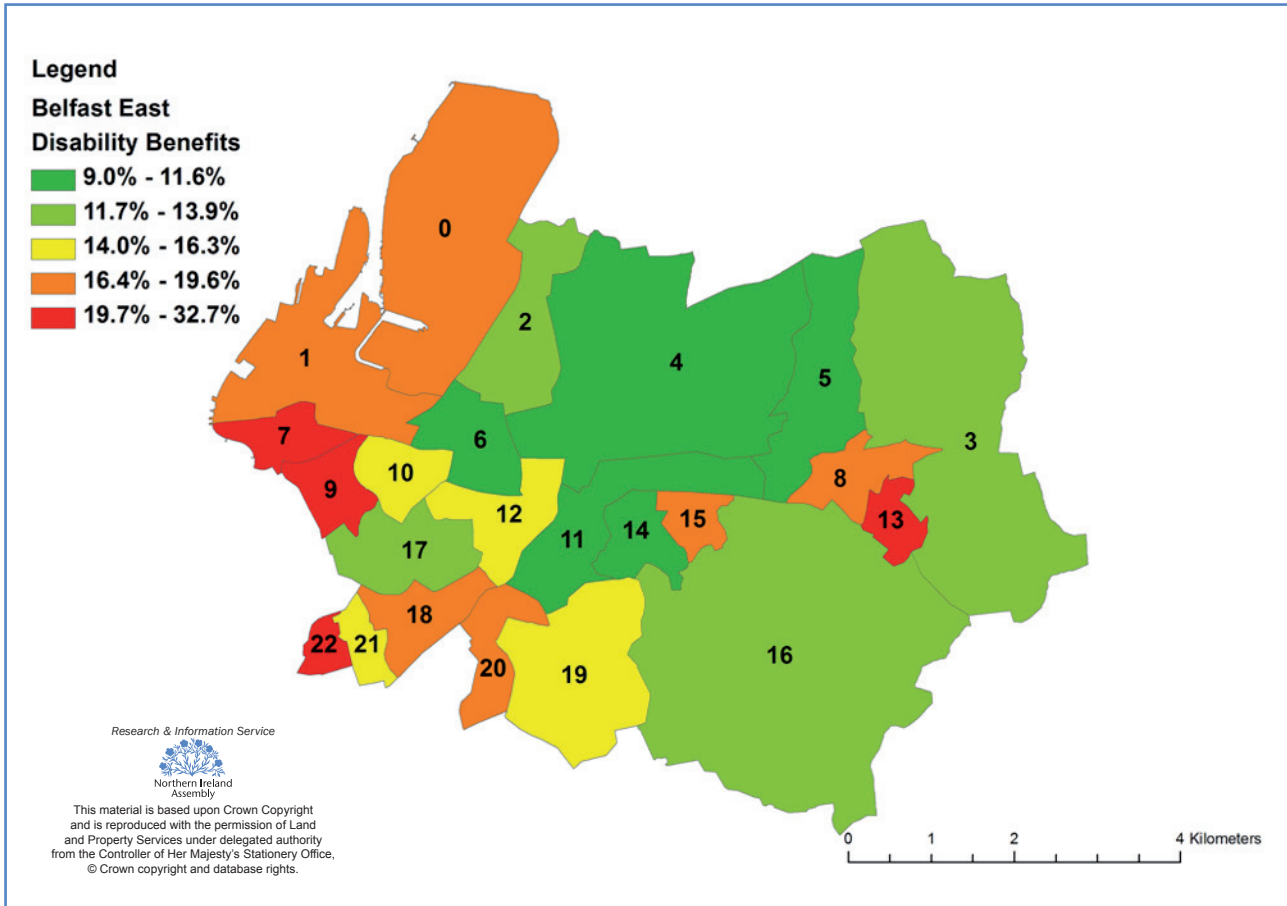 Legend
Belfast East
Disability Benefits
9.0% - 11.6%
11.7% - 13.9%
14.0% - 16.3%
16.4% - 19.6%
19.7% - 32.7%
0
2
1
4
5
3
7
6
10
8
9
12
13
15
14
11
17
18
22
21
20
19
16
Research & Information Service
Northern Ireland
Assembly
This material is based upon Crown Copyright
and is reproduced with the permission of Land
and Property Services under delegated authority
from the Controller of Her Majesty's Stationery Office,
© Crown copyright and database rights.
0 1 2 4 Kilometers